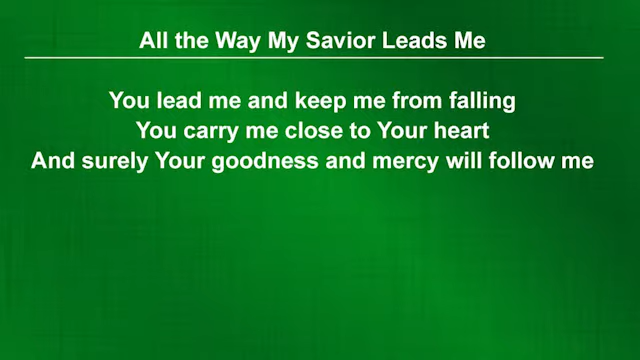 All the Way My Savior Leads Me
You lead me and keep me from falling
You carry me close to Your heart
And surely Your goodness and mercy will follow me